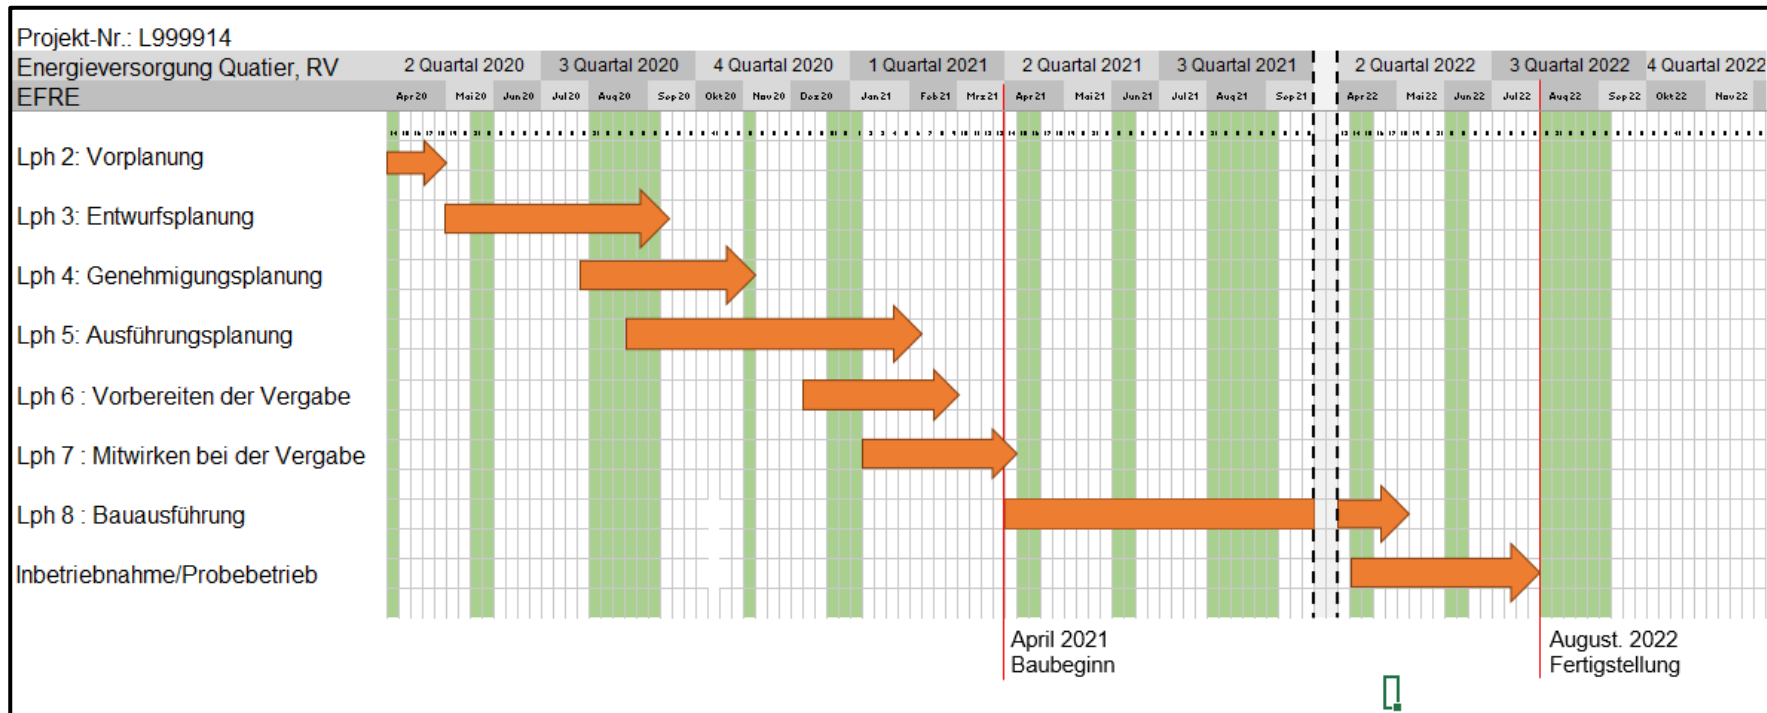 Projekt-Nr.: L999914
Energieversorgung Quatier, RV 2 Quartal 2020 3 Quartal 2020 4 Quartal 2020 1 Quartal 2021 2 Quartal 2021 3 Quartal 2021 2 Quartal 2022 3 Quartal 2022 4 Quartal 2022
EFRE Apr 20 Mai 20 Jun 20 Jul 20 Aug 20 Sep 20 Okt 20 Nov 20 Dez 20 Jan 21 Feb 21 Mrz 21 Apr 21 Mai 21 Jun 21 Jul 21 Aug 21 Sep 21 Apr 22 Mai 22 Jun 22 Jul 22 Aug 22 Sep 22 Okt 22 Nov 22
Lph 2: Vorplanung
Lph 3: Entwurfsplanung
Lph 4: Genehmigungsplanung
Lph 5: Ausführungsplanung
Lph 6 : Vorbereiten der Vergabe
Lph 7 : Mitwirken bei der Vergabe
Lph 8 : Bauausführung
Inbetriebnahme/Probebetrieb
April 2021
Baubeginn
August. 2022
Fertigstellung